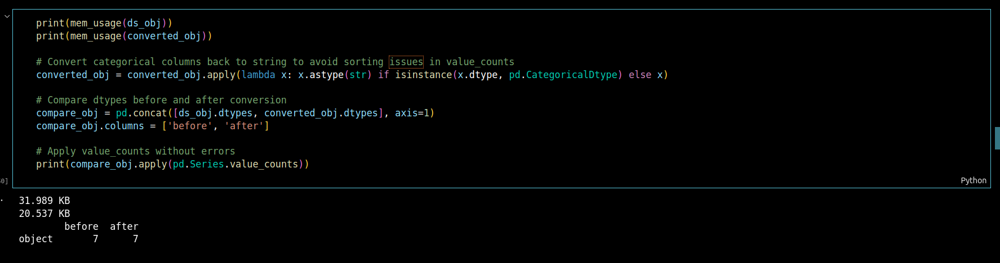 print(mem_usage(ds_obj))
print(mem_usage(converted_obj))
# Convert categorical columns back to string to avoid sorting issues in value_counts
converted_obj = converted_obj.apply(lambda x: x.astype(str) if isinstance(x.dtype, pd.CategoricalDtype) else x)
# Compare dtypes before and after conversion
compare_obj = pd.concat([ds_obj.dtypes, converted_obj.dtypes], axis=1)
compare_obj.columns = ['before', 'after']
# Apply value_counts without errors
print(compare_obj.apply(pd.Series.value_counts))
0]
Python
31.989 KB
20.537 KB
before after
object 7 7